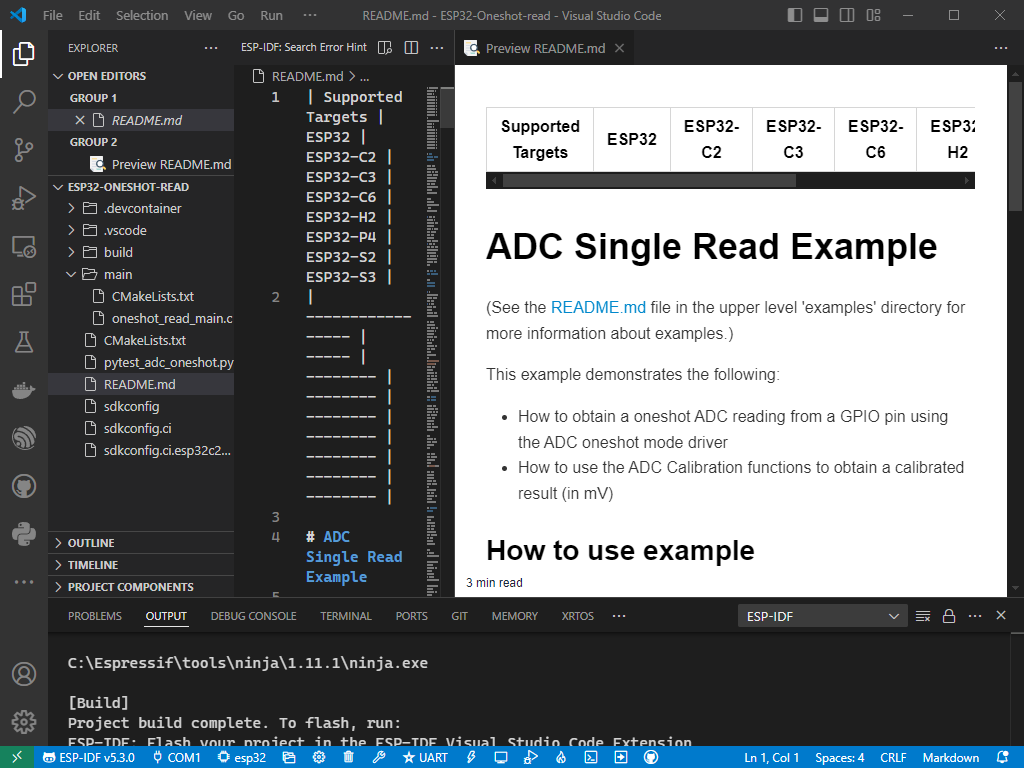 File Edit Selection View Go Run ··· README.md - ESP32-Oneshot-read - Visual Studio Code
EXPLORER ···
OPEN EDITORS
GROUP 1
README.md
GROUP 2
Preview README.md
ESP32-ONESHOT-READ
.devcontainer
.vscode
build
main
CMakeLists.txt
oneshot_read_main.c
CMakeLists.txt
pytest_adc_oneshot.py
README.md
sdkconfig
sdkconfig.ci
sdkconfig.ci.esp32c2...
OUTLINE
TIMELINE
PROJECT COMPONENTS
ESP-IDF: Search Error Hint ···
README.md > ...
1 | Supported
Targets |
ESP32 |
ESP32-C2 |
ESP32-C3 |
ESP32-C6 |
ESP32-H2 |
ESP32-P4 |
ESP32-S2 |
ESP32-S3 |
2 |
------------
----- |
----- |
-------- |
-------- |
-------- |
-------- |
-------- |
-------- |
-------- |
3
4 # ADC
Single Read
Example
5
Preview README.md
Supported Targets ESP32 ESP32-C2 ESP32-C3 ESP32-C6 ESP32-H2
ADC Single Read Example
(See the README.md file in the upper level 'examples' directory for
more information about examples.)
This example demonstrates the following:
• How to obtain a oneshot ADC reading from a GPIO pin using
the ADC oneshot mode driver
• How to use the ADC Calibration functions to obtain a calibrated
result (in mV)
How to use example
3 min read
PROBLEMS OUTPUT DEBUG CONSOLE TERMINAL PORTS GIT MEMORY XRTOS ··· ESP-IDF
C:\Espressif\tools\ninja\1.11.1\ninja.exe
[Build]
Project build complete. To flash, run:
ESP-IDF: Flash your project in the ESP-IDF Visual Studio Code Extension
ESP-IDF v5.3.0 COM1 esp32 UART Ln 1, Col 1 Spaces: 4 CRLF Markdown